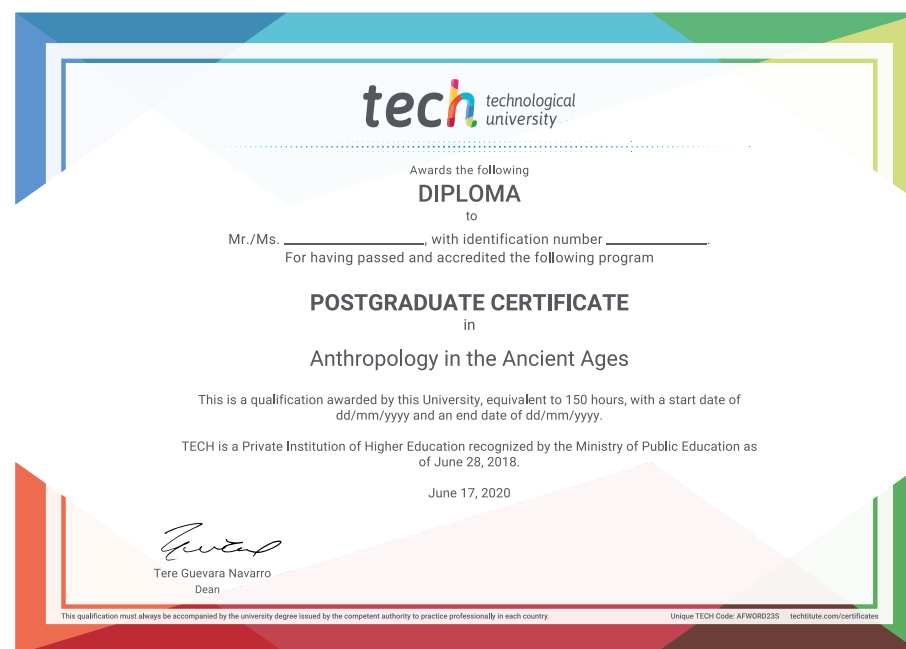 tech technological
university
Awards the following
DIPLOMA
to
Mr./Ms. ____________________, with identification number ______________.
For having passed and accredited the following program
POSTGRADUATE CERTIFICATE
in
Anthropology in the Ancient Ages
This is a qualification awarded by this University, equivalent to 150 hours, with a start date of
dd/mm/yyyy and an end date of dd/mm/yyyy.
TECH is a Private Institution of Higher Education recognized by the Ministry of Public Education as
of June 28, 2018.
June 17, 2020
Tere Guevara Navarro
Dean
This qualification must always be accompanied by the university degree issued by the competent authority to practice professionally in each country. Unique TECH Code: AFWORD23S techtitute.com/certificates